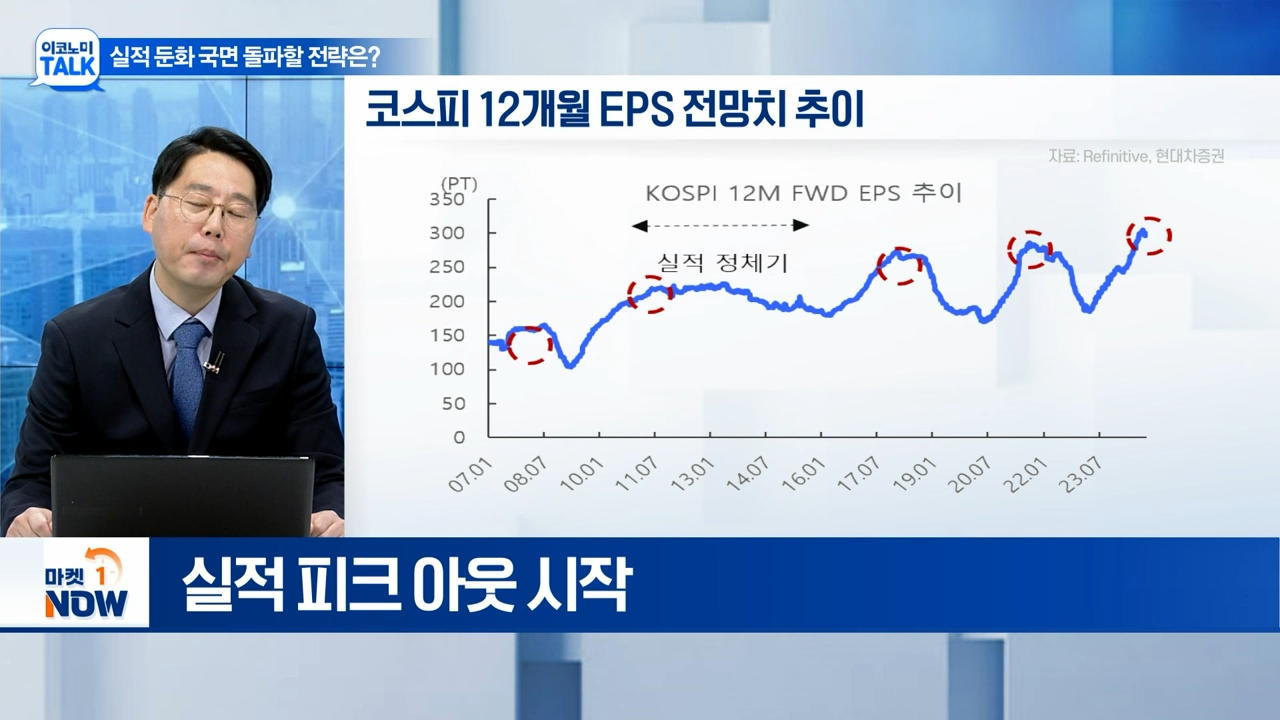 이코노미
TALK
실적 둔화 국면 돌파할 전략은?
코스피 12개월 EPS 전망치 추이
자료: Refinitive, 현대차증권
(PT)
KOSPI 12M FWD EPS 추이
실적 정체기
350
300
250
200
150
100
50
0
07.01
08.07
10.01
11.07
13.01
14.07
16.01
17.07
19.01
20.07
22.01
23.07
마켓 1
NOW
실적 피크 아웃 시작